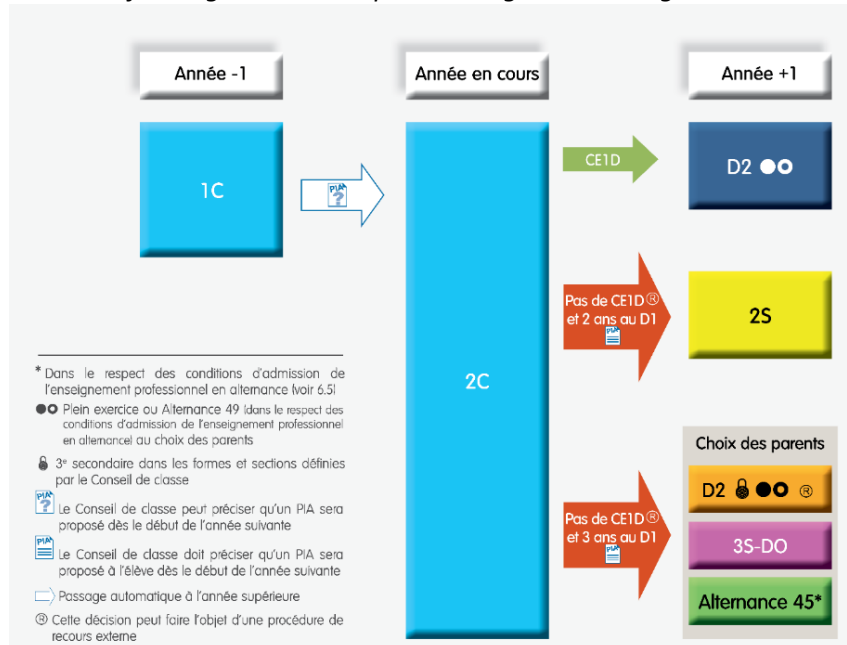 Année -1
Année en cours
Année +1
1C
PIA
?
2C
CE1D
D2
Pas de CE1D ®
et 2 ans au D1
PIA
2S
Pas de CE1D ®
et 3 ans au D1
PIA
Choix des parents
D2 ®
3S-DO
Alternance 45*
* Dans le respect des conditions d'admission de
l'enseignement professionnel en alternance (voir 6.5)
Plein exercice ou Alternance 49 (dans le respect des
conditions d'admission de l'enseignement professionnel
en alternance) au choix des parents
3e secondaire dans les formes et sections définies
par le Conseil de classe
PIA
?
Le Conseil de classe peut préciser qu'un PIA sera
proposé dès le début de l'année suivante
PIA
Le Conseil de classe doit préciser qu'un PIA sera
proposé à l'élève dès le début de l'année suivante
Passage automatique à l'année supérieure
® Cette décision peut faire l'objet d'une procédure de
recours externe